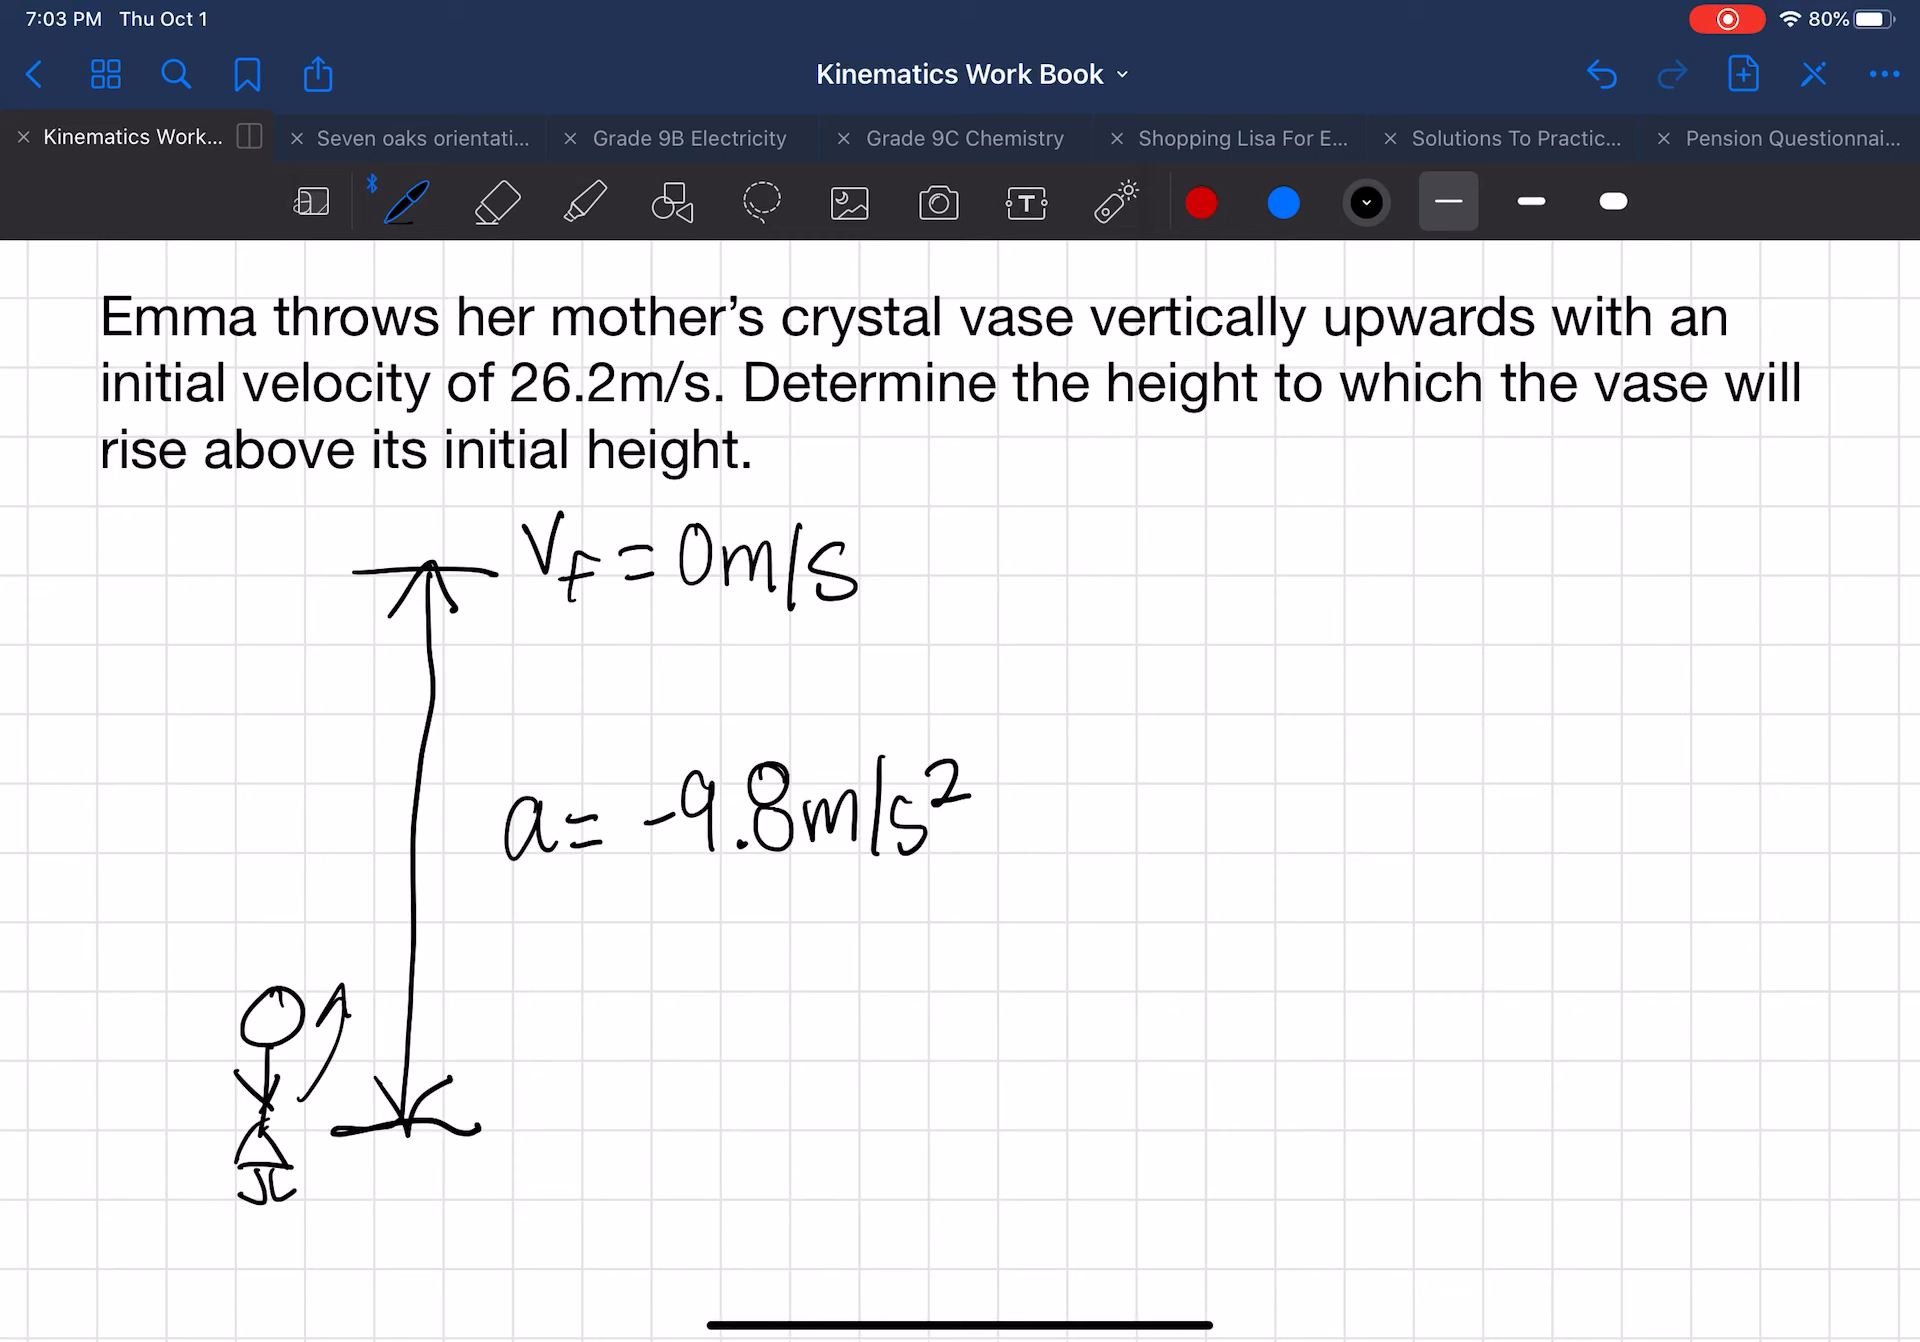 7:03 PM Thu Oct 1
80%
Kinematics Work Book
Kinematics Work...
Seven oaks orientati...
Grade 9B Electricity
Grade 9C Chemistry
Shopping Lisa For E...
Solutions To Practic...
Pension Questionnai...
Emma throws her mother’s crystal vase vertically upwards with an
initial velocity of 26.2m/s. Determine the height to which the vase will
rise above its initial height.
Vf = 0m/s
a= -9.8m/s²